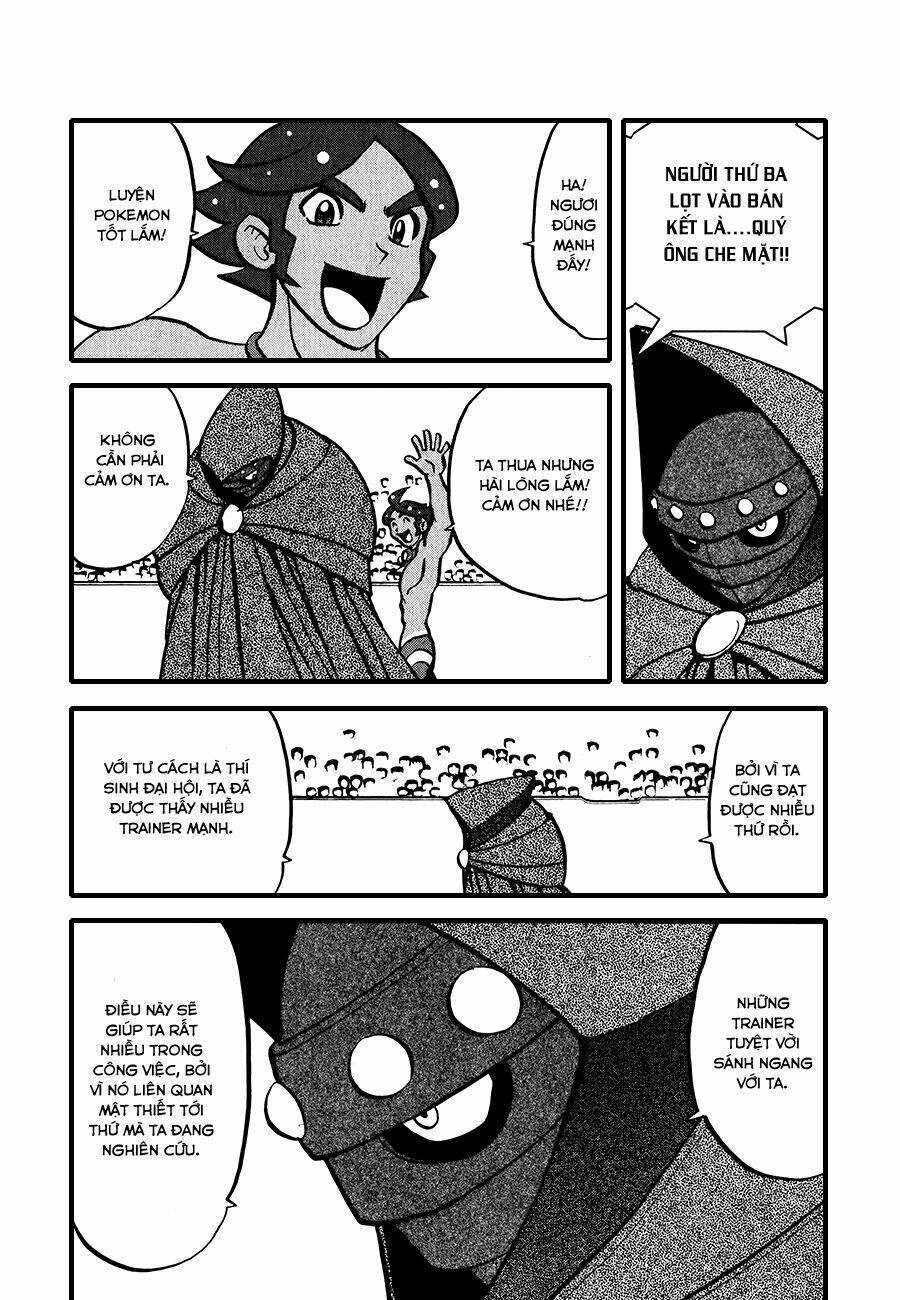 NGƯỜI THỨ BA
LỌT VÀO BÁN
KẾT LÀ....QUÝ
ÔNG CHE MẶT!!
HA!
NGƯƠI
ĐÚNG
MẠNH
ĐẤY!
LUYỆN
POKEMON
TỐT LẮM!
TA THUA NHƯNG
HÀI LÒNG LẮM!
CẢM ƠN NHÉ!!
KHÔNG
CẦN PHẢI
CẢM ƠN TA.
BỞI VÌ TA
CŨNG ĐẠT
ĐƯỢC NHIỀU
THỨ RỒI.
VỚI TƯ CÁCH LÀ THÍ
SINH ĐẠI HỘI, TA ĐÃ
ĐƯỢC THẤY NHIỀU
TRAINER MẠNH.
NHỮNG
TRAINER
TUYỆT VỜI
SÁNH NGANG
VỚI TA.
ĐIỀU NÀY SẼ
GIÚP TA RẤT
NHIỀU TRONG
CÔNG VIỆC, BỞI
VÌ NÓ LIÊN QUAN
MẬT THIẾT TỚI
THỨ MÀ TA ĐANG
NGHIÊN CỨU.